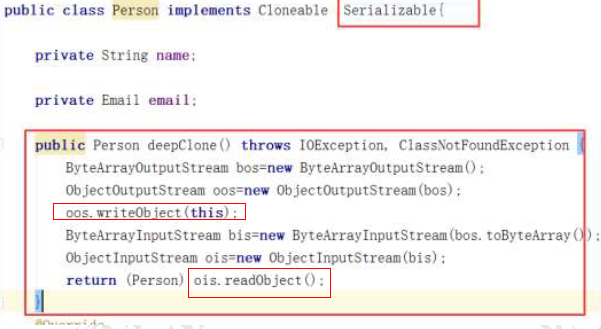 public class Person implements Cloneable Serializable{
private String name;
private Email email;
public Person deepClone() throws IOException, ClassNotFoundException {
ByteArrayOutputStream bos=new ByteArrayOutputStream();
ObjectOutputStream oos=new ObjectOutputStream(bos);
oos.writeObject(this);
ByteArrayInputStream bis=new ByteArrayInputStream(bos.toByteArray());
ObjectInputStream ois=new ObjectInputStream(bis);
return (Person) ois.readObject();
}
@Override